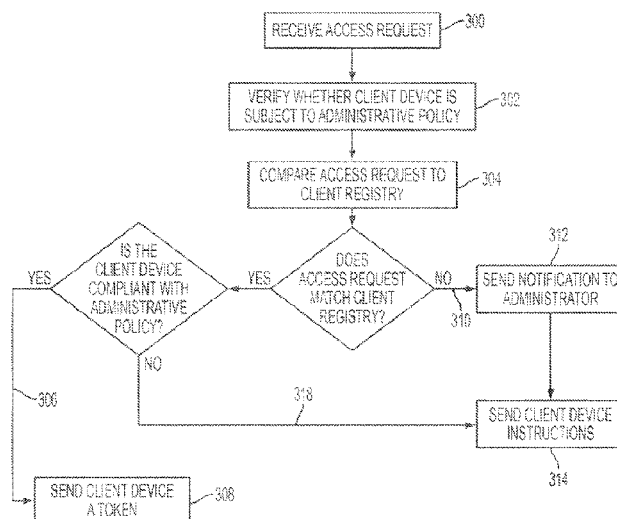 RECEIVE ACCESS REQUEST
300
VERIFY WHETHER CLIENT DEVICE IS
SUBJECT TO ADMINISTRATIVE POLICY
302
COMPARE ACCESS REQUEST TO
CLIENT REGISTRY
304
IS THE
CLIENT DEVICE
COMPLIANT WITH
ADMINISTRATIVE
POLICY?
YES
NO
DOES
ACCESS REQUEST
MATCH CLIENT
REGISTRY?
YES
NO
310
312
SEND NOTIFICATION TO
ADMINISTRATOR
306
318
SEND CLIENT DEVICE
INSTRUCTIONS
314
SEND CLIENT DEVICE
A TOKEN
308